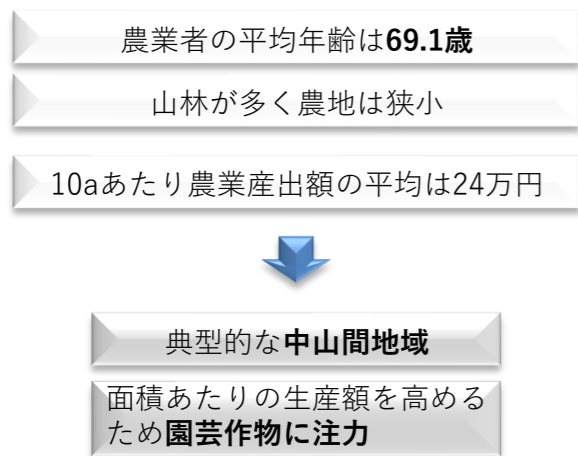 農業者の平均年齢は69.1歳
山林が多く農地は狭小
10aあたり農業産出額の平均は24万円
典型的な中山間地域
面積あたりの生産額を高める
ため園芸作物に注力